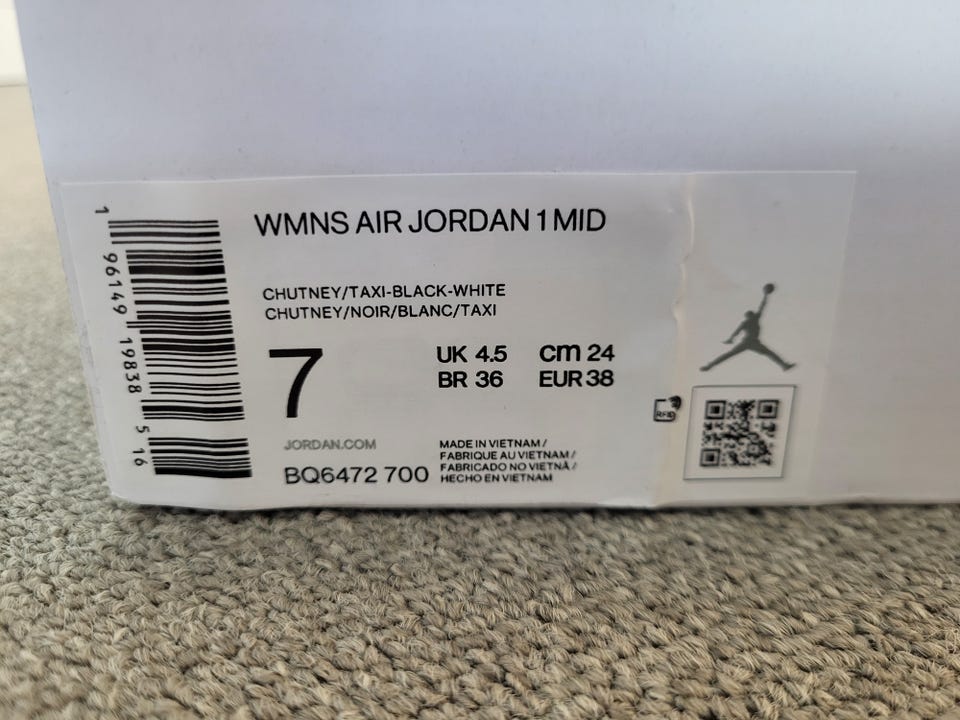 WMNS AIR JORDAN 1 MID
CHUTNEY/TAXI-BLACK-WHITE
CHUTNEY/NOIR/BLANC/TAXI
7
UK 4.5 cm 24
BR 36 EUR 38
JORDAN.COM
BQ6472 700
MADE IN VIETNAM /
FABRIQUE AU VIETNAM /
FABRICADO NO VIETNÃ /
HECHO EN VIETNAM
RFID
1 96149 19838 5 16